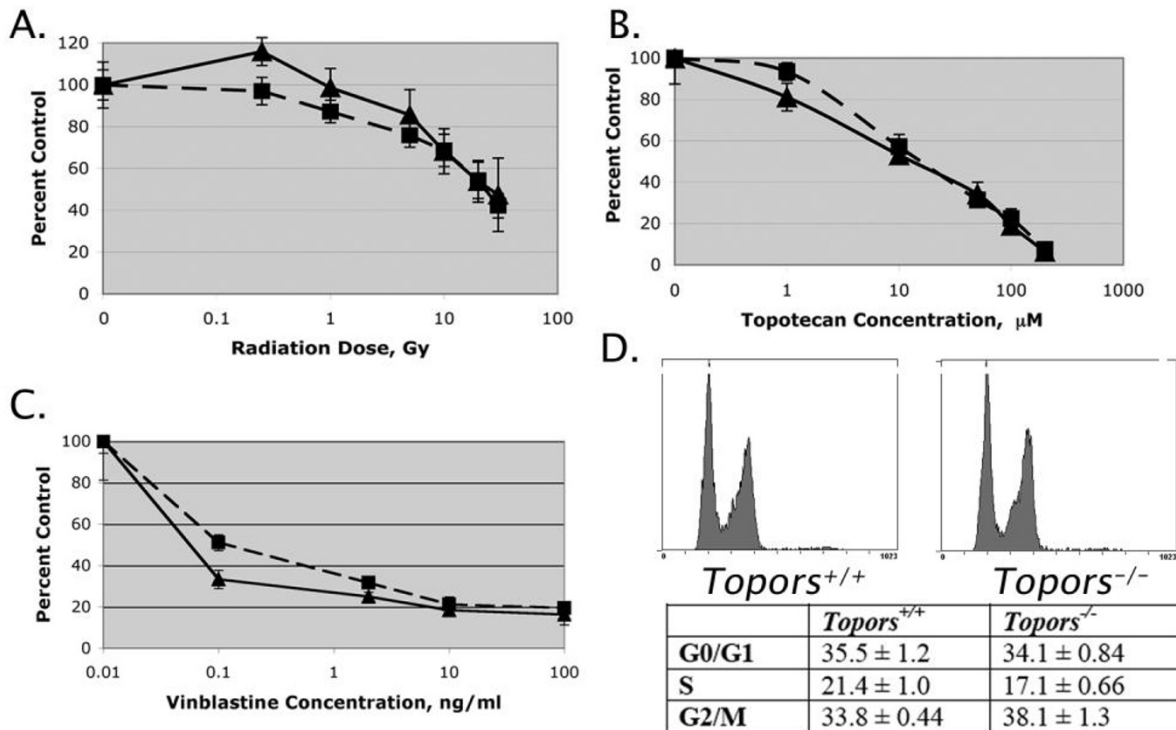 A.
120
100
80
60
40
20
0
Percent Control
0 0.1 1 10 100
Radiation Dose, Gy
B.
100
80
60
40
20
0
Percent Control
0 1 10 100 1000
Topotecan Concentration, μM
C.
100
80
60
40
20
0
Percent Control
0.01 0.1 1 10 100
Vinblastine Concentration, ng/ml
D.
0 1023
0 1023
Topors+/+ Topors-/-
Topors+/+ Topors-/-
G0/G1 35.5 ± 1.2 34.1 ± 0.84
S 21.4 ± 1.0 17.1 ± 0.66
G2/M 33.8 ± 0.44 38.1 ± 1.3